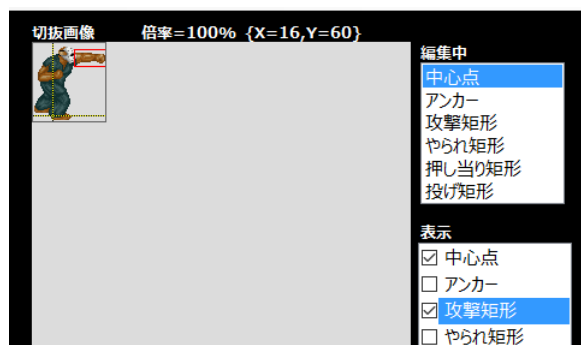 切抜画像 倍率=100% {X=16,Y=60}
編集中
中心点
アンカー
攻撃矩形
やられ矩形
押し当り矩形
投げ矩形
表示
中心点
アンカー
攻撃矩形
やられ矩形